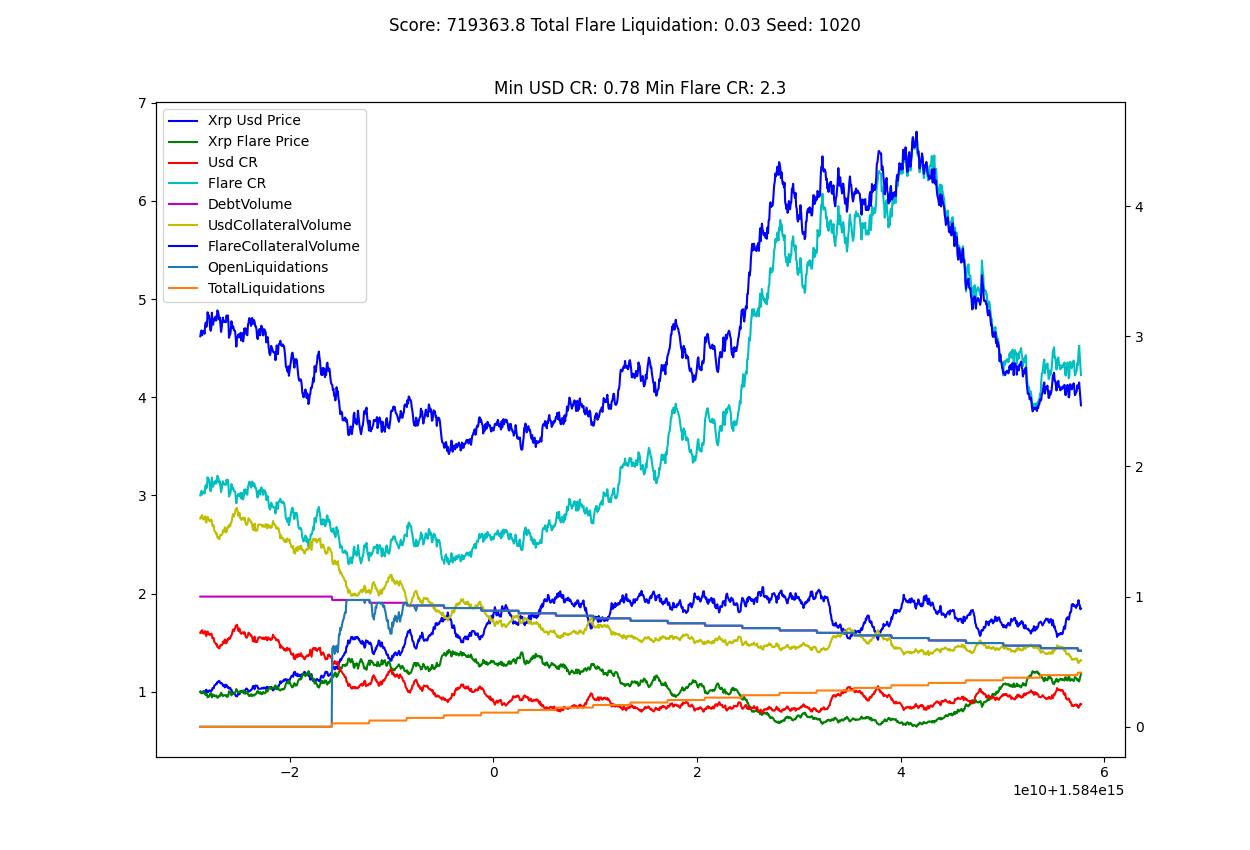 Score: 719363.8 Total Flare Liquidation: 0.03 Seed: 1020
Min USD CR: 0.78 Min Flare CR: 2.3
Xrp Usd Price
Xrp Flare Price
Usd CR
Flare CR
DebtVolume
UsdCollateralVolume
FlareCollateralVolume
OpenLiquidations
TotalLiquidations
7
6
5
4
3
2
1
4
3
2
1
0
−2
0
2
4
6
1e10+1.584e15